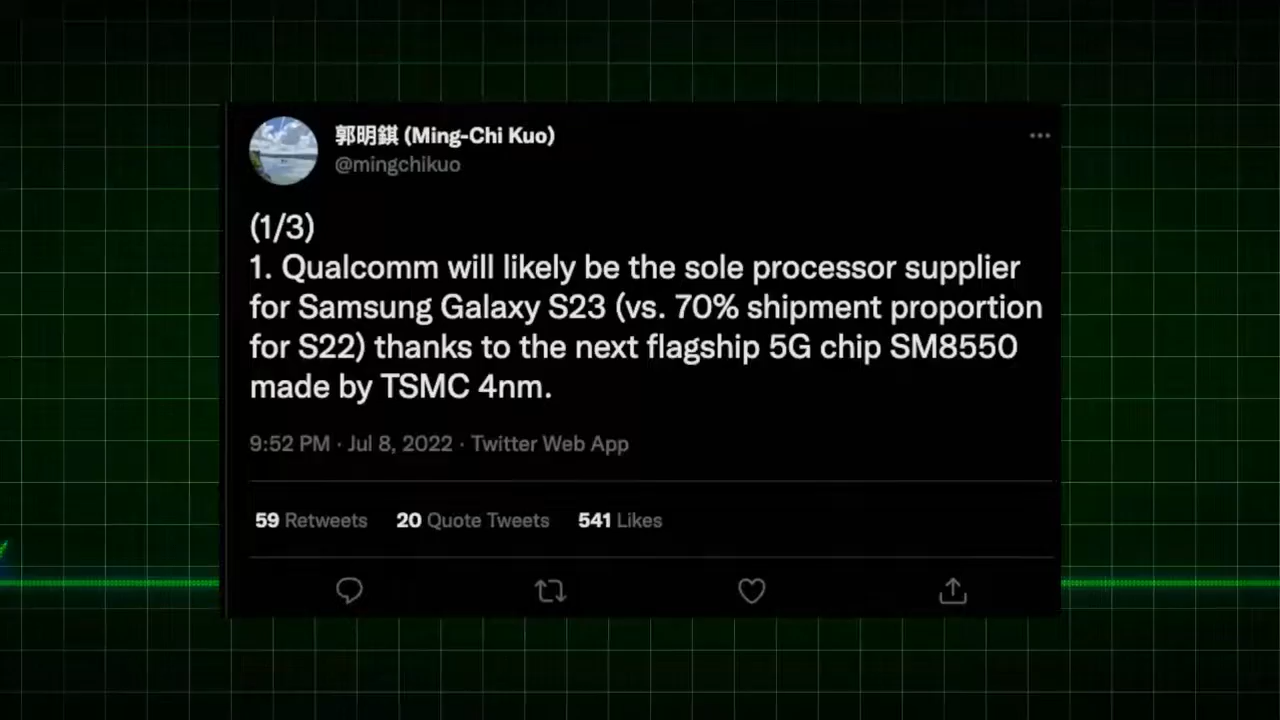 郭明錤 (Ming-Chi Kuo)
@mingchikuo
(1/3)
1. Qualcomm will likely be the sole processor supplier
for Samsung Galaxy S23 (vs. 70% shipment proportion
for S22) thanks to the next flagship 5G chip SM8550
made by TSMC 4nm.
9:52 PM · Jul 8, 2022 · Twitter Web App
59 Retweets 20 Quote Tweets 541 Likes